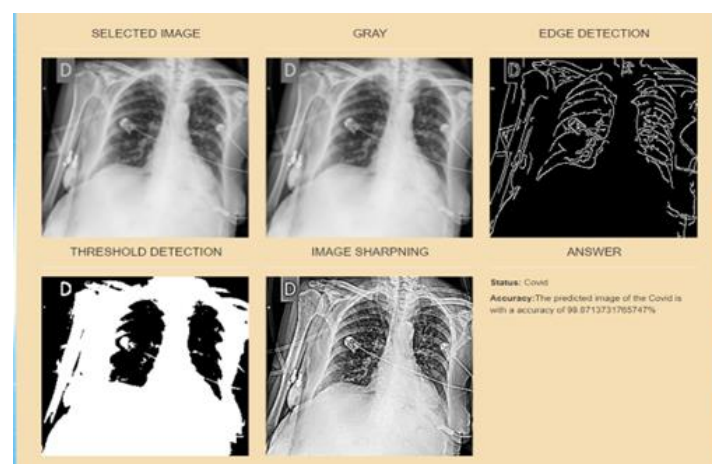 SELECTED IMAGE
GRAY
EDGE DETECTION
D
D
D
THRESHOLD DETECTION
IMAGE SHARPNING
ANSWER
D
D
Status: Covid
Accuracy:The predicted image of the Covid is
with a accuracy of 99.8713731765747%